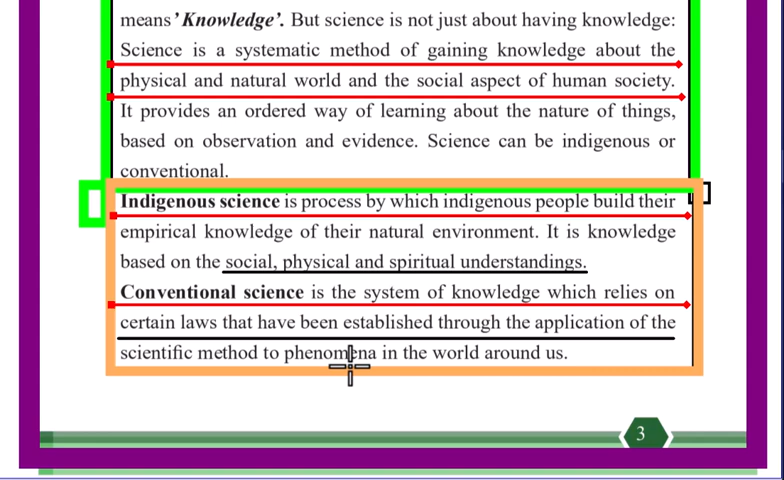 means 'Knowledge'. But science is not just about having knowledge:
Science is a systematic method of gaining knowledge about the
physical and natural world and the social aspect of human society.
It provides an ordered way of learning about the nature of things,
based on observation and evidence. Science can be indigenous or
conventional.
Indigenous science is process by which indigenous people build their
empirical knowledge of their natural environment. It is knowledge
based on the social, physical and spiritual understandings.
Conventional science is the system of knowledge which relies on
certain laws that have been established through the application of the
scientific method to phenomena in the world around us.
3